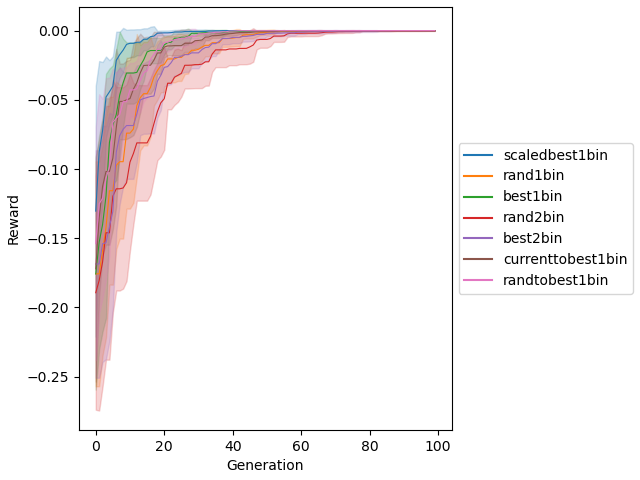 0.00
−0.05
−0.10
−0.15
−0.20
−0.25
Reward
0 20 40 60 80 100
Generation
scaledbest1bin
rand1bin
best1bin
rand2bin
best2bin
currenttobest1bin
randtobest1bin